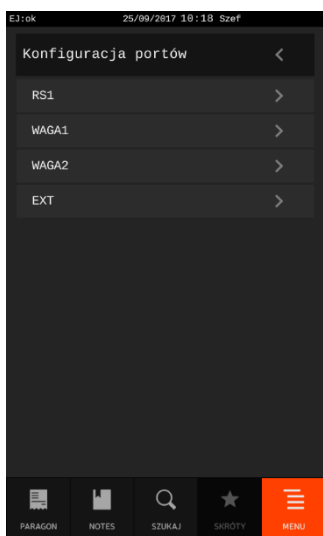 EJ:ok 25/09/2017 10:18 Szef
Konfiguracja portów
RS1
WAGA1
WAGA2
EXT
PARAGON NOTES SZUKAJ SKRÓTY MENU